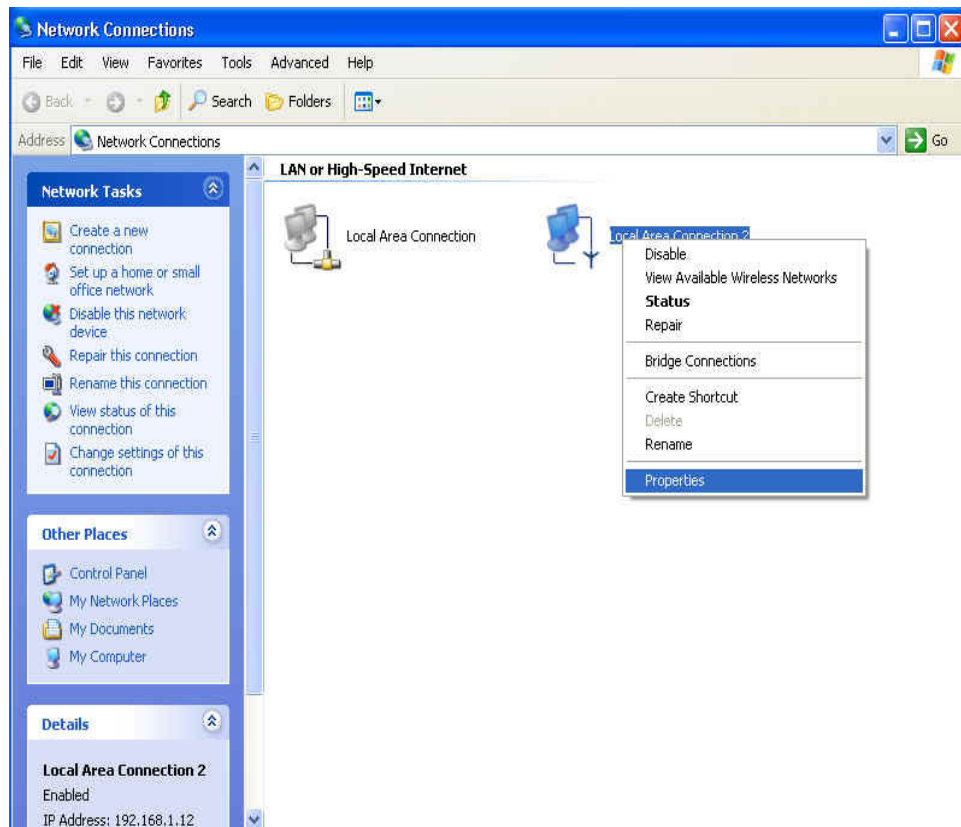 Network Connections
File Edit View Favorites Tools Advanced Help
Back Search Folders
Address Network Connections Go
Network Tasks
Create a new
connection
Set up a home or small
office network
Disable this network
device
Repair this connection
Rename this connection
View status of this
connection
Change settings of this
connection
Other Places
Control Panel
My Network Places
My Documents
My Computer
Details
Local Area Connection 2
Enabled
IP Address: 192.168.1.12
LAN or High-Speed Internet
Local Area Connection
Local Area Connection 2
Disable
View Available Wireless Networks
Status
Repair
Bridge Connections
Create Shortcut
Delete
Rename
Properties